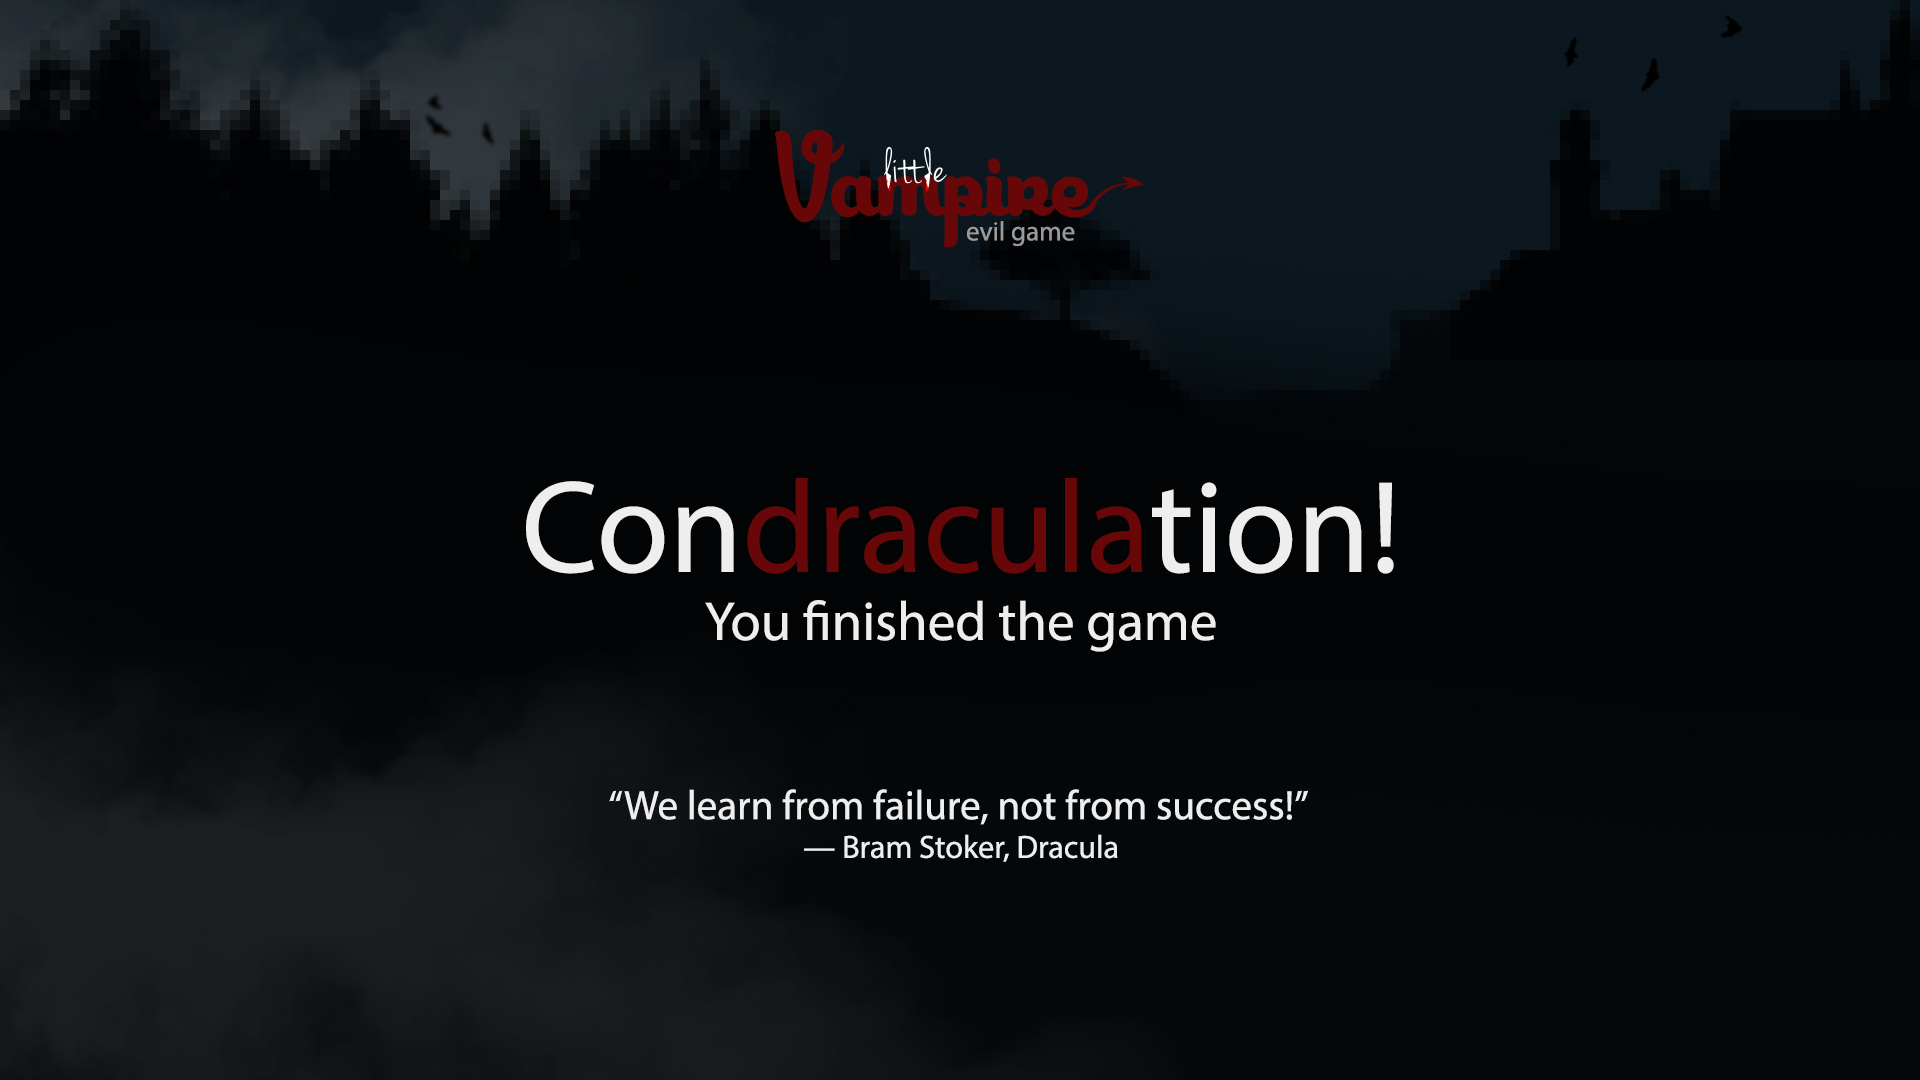 little
Vampire
evil game
Condraculation!
You finished the game
“We learn from failure, not from success!”
— Bram Stoker, Dracula